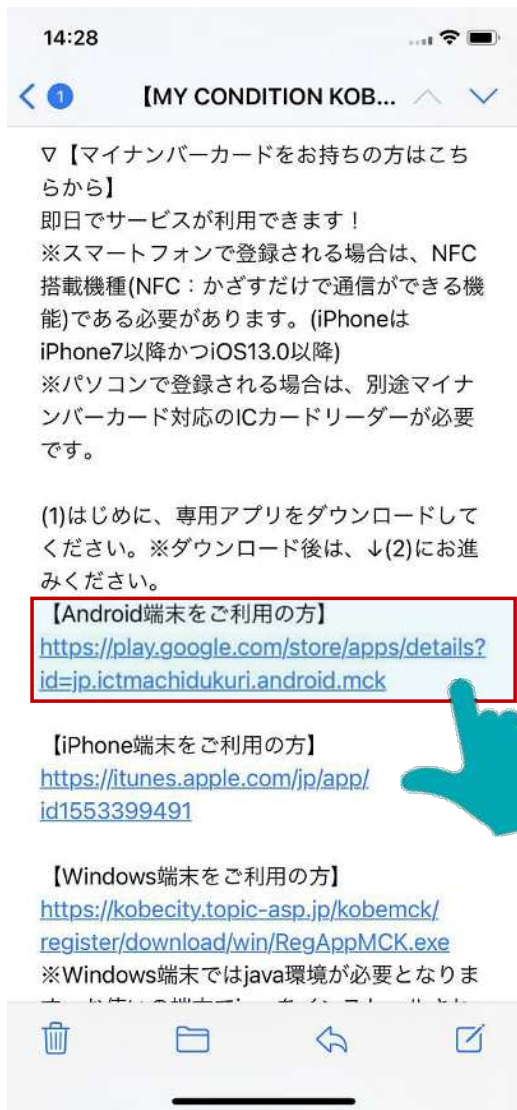 14:28
1
【MY CONDITION KOB...
▽【マイナンバーカードをお持ちの方はこち
らから】
即日でサービスが利用できます！
※スマートフォンで登録される場合は、NFC
搭載機種(NFC：かざすだけで通信ができる機
能)である必要があります。(iPhoneは
iPhone7以降かつiOS13.0以降)
※パソコンで登録される場合は、別途マイナ
ンバーカード対応のICカードリーダーが必要
です。
(1)はじめに、専用アプリをダウンロードして
ください。※ダウンロード後は、↓(2)にお進
みください。
【Android端末をご利用の方】
https://play.google.com/store/apps/details?
id=jp.ictmachidukuri.android.mck
【iPhone端末をご利用の方】
https://itunes.apple.com/jp/app/
id1553399491
【Windows端末をご利用の方】
https://kobecity.topic-asp.jp/kobemck/
register/download/win/RegAppMCK.exe
※Windows端末ではjava環境が必要となりま